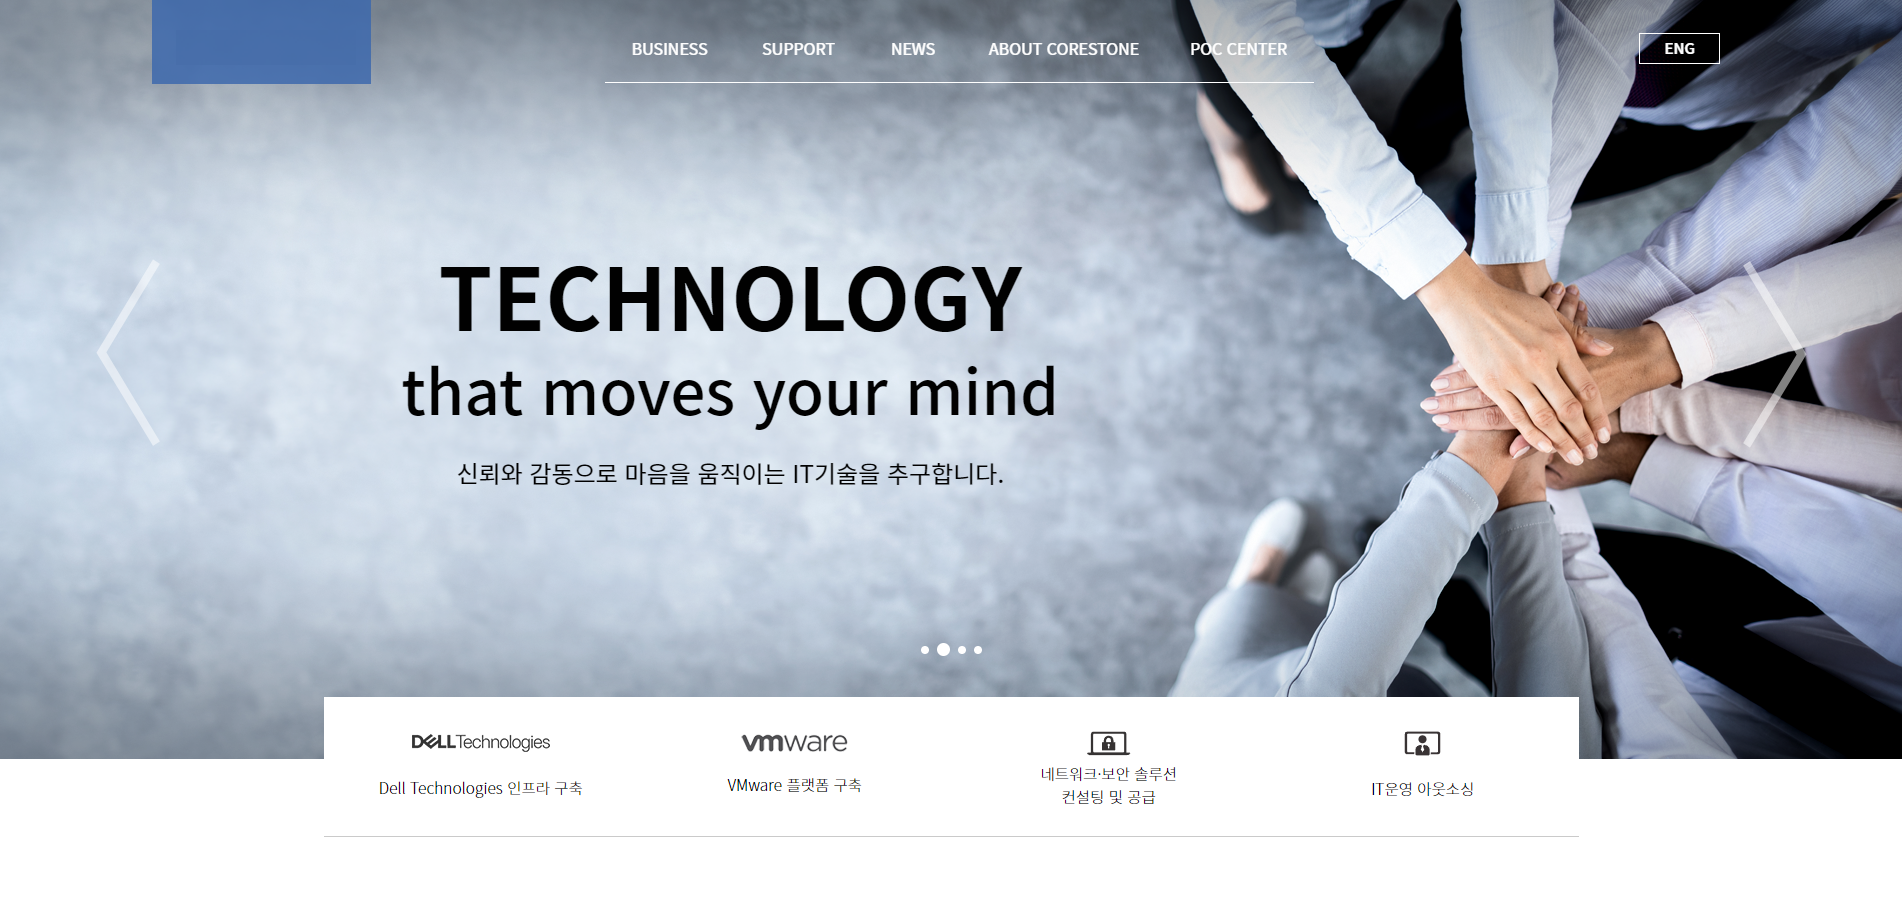 BUSINESS SUPPORT NEWS ABOUT CORESTONE POC CENTER ENG
TECHNOLOGY
that moves your mind
신뢰와 감동으로 마음을 움직이는 IT기술을 추구합니다.
DELLTechnologies
Dell Technologies 인프라 구축
vmware
VMware 플랫폼 구축
네트워크·보안 솔루션
컨설팅 및 공급
IT운영 아웃소싱